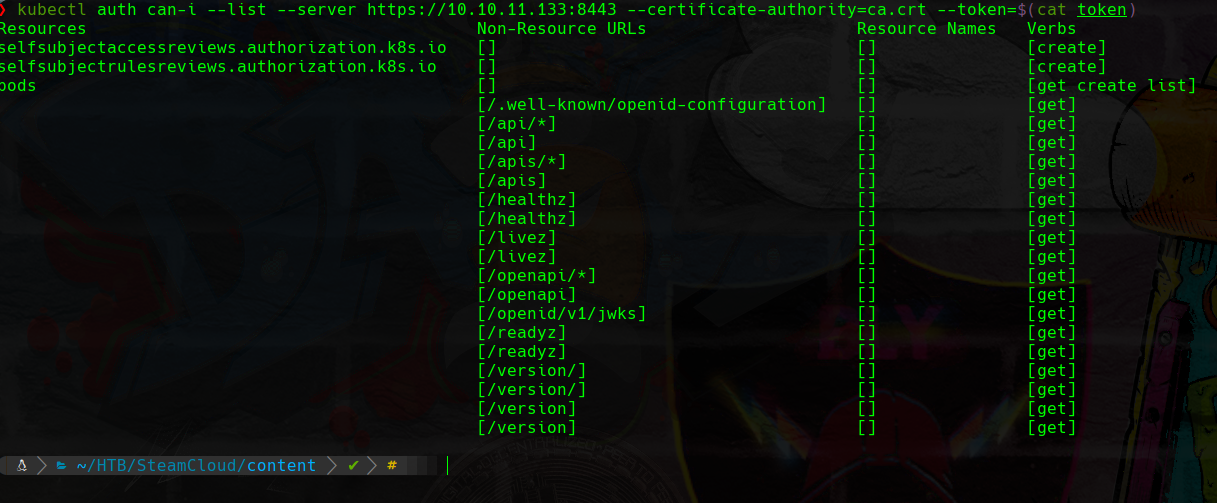 ❯ kubectl auth can-i --list --server https://10.10.11.133:8443 --certificate-authority=ca.crt --token=$(cat token)
Resources Non-Resource URLs Resource Names Verbs
selfsubjectaccessreviews.authorization.k8s.io [] [] [create]
selfsubjectrulesreviews.authorization.k8s.io [] [] [create]
pods [] [] [get create list]
[/.well-known/openid-configuration] [] [get]
[/api/*] [] [get]
[/api] [] [get]
[/apis/*] [] [get]
[/apis] [] [get]
[/healthz] [] [get]
[/healthz] [] [get]
[/livez] [] [get]
[/livez] [] [get]
[/openapi/*] [] [get]
[/openapi] [] [get]
[/openid/v1/jwks] [] [get]
[/readyz] [] [get]
[/readyz] [] [get]
[/version/] [] [get]
[/version/] [] [get]
[/version] [] [get]
[/version] [] [get]
~/HTB/SteamCloud/content ✔ #